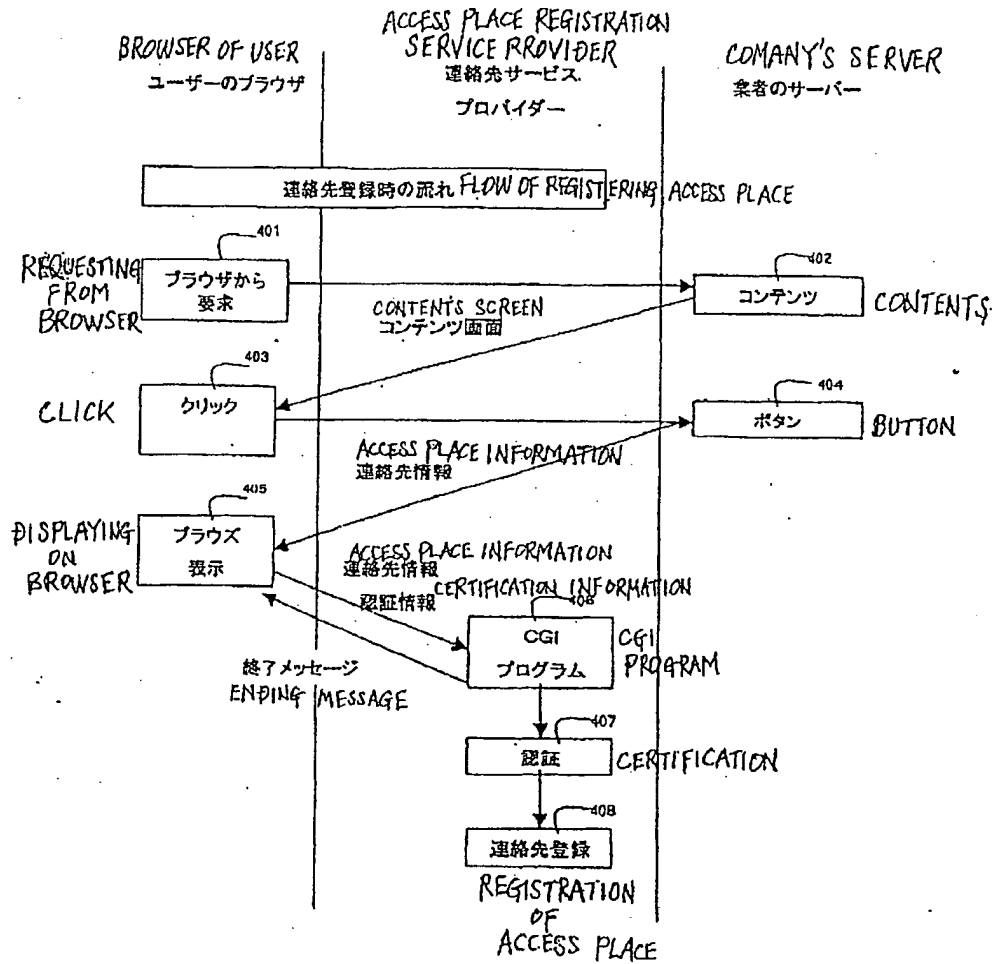 BROWSER OF USER
ユーザーのブラウザ
ACCESS PLACE REGISTRATION
SERVICE RROVIDER
連絡先サービス
プロバイダー
COMANY'S SERVER
業者のサーバー
連絡先登録時の流れ FLOW OF REGISTERING ACCESS PLACE
401
REQUESTING
FROM
BROWSER
ブラウザから
要求
402
コンテンツ
CONTENTS
CONTENTS SCREEN
コンテンツ画面
403
CLICK
クリック
404
ボタン
BUTTON
ACCESS PLACE INFORMATION
連絡先情報
405
DISPLAYING
ON
BROWSER
ブラウズ
表示
ACCESS PLACE INFORMATION
連絡先情報
CERTIFICATION INFORMATION
認証情報
406
CGI
プログラム
CGI
PROGRAM
終了メッセージ
ENDING MESSAGE
407
認証
CERTIFICATION
408
連絡先登録
REGISTRATION
OF
ACCESS PLACE